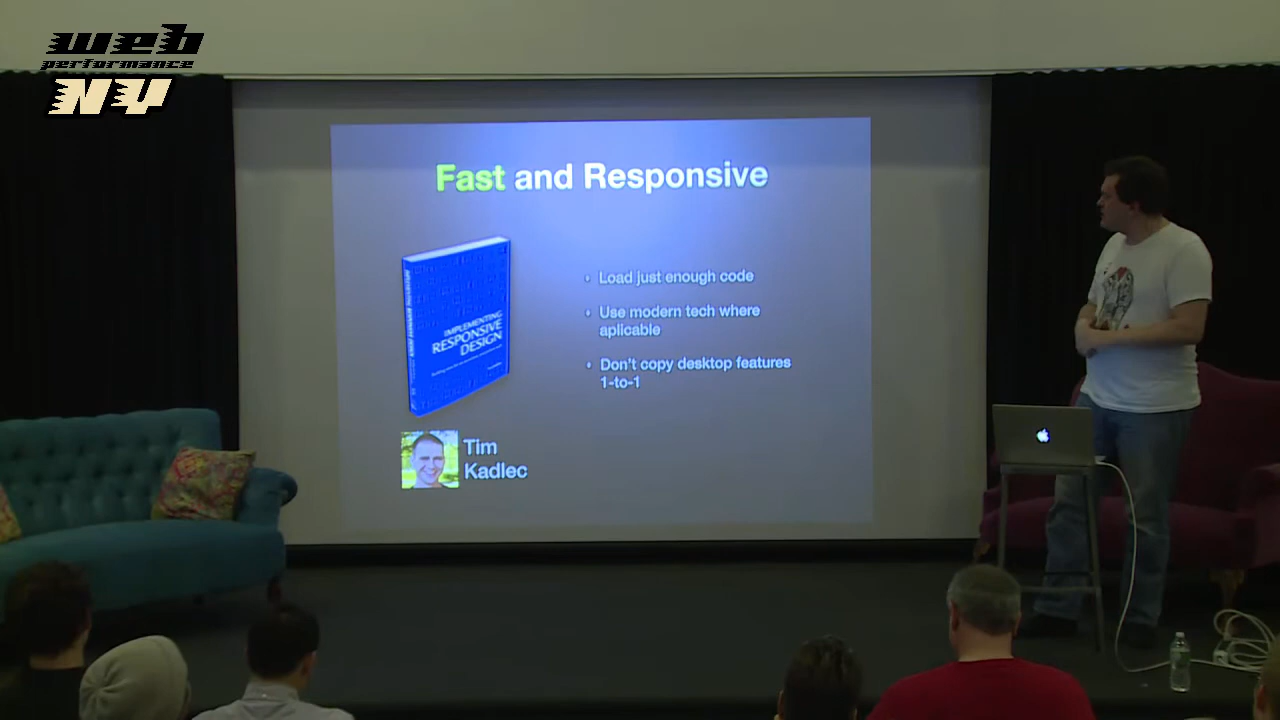 web
performance
NY
Fast and Responsive
IMPLEMENTING
RESPONSIVE
DESIGN
• Load just enough code
• Use modern tech where
aplicable
• Don't copy desktop features
1-to-1
Tim
Kadlec